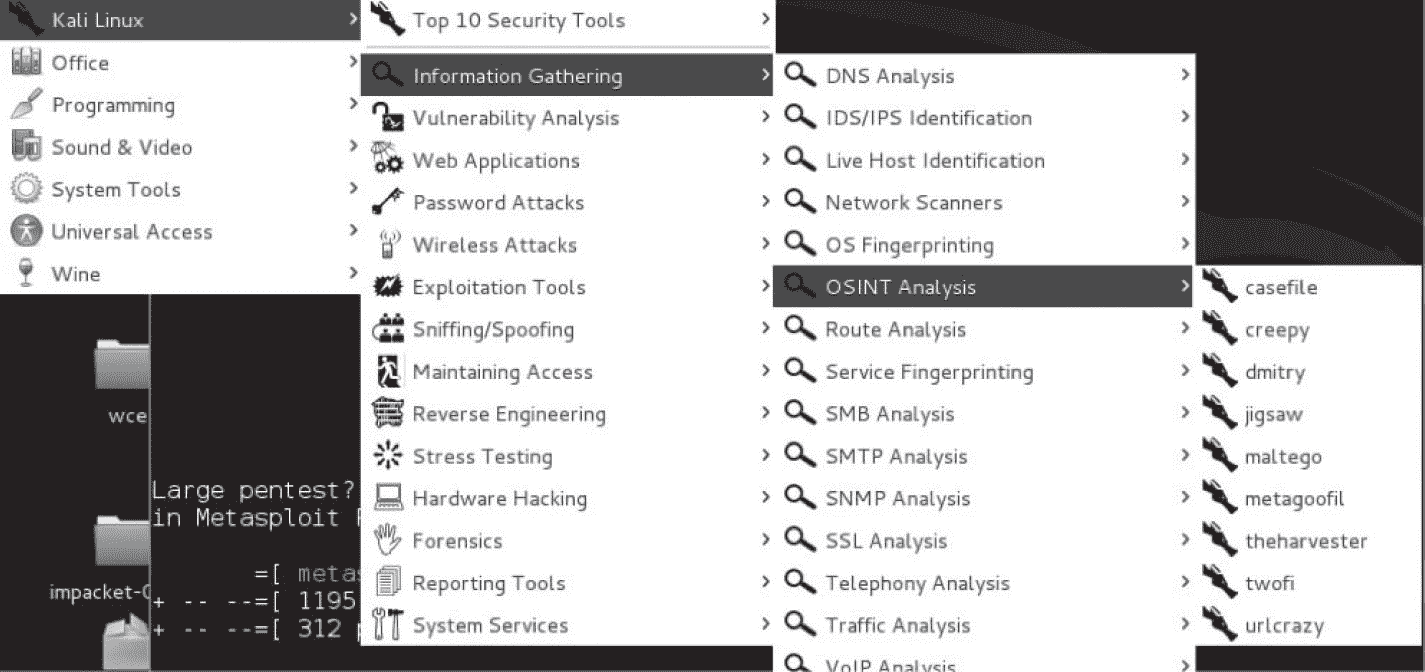 Kali Linux
Office
Programming
Sound & Video
System Tools
Universal Access
Wine
Top 10 Security Tools
Information Gathering
Vulnerability Analysis
Web Applications
Password Attacks
Wireless Attacks
Exploitation Tools
Sniffing/Spoofing
Maintaining Access
Reverse Engineering
Stress Testing
Hardware Hacking
Forensics
Reporting Tools
System Services
DNS Analysis
IDS/IPS Identification
Live Host Identification
Network Scanners
OS Fingerprinting
OSINT Analysis
Route Analysis
Service Fingerprinting
SMB Analysis
SMTP Analysis
SNMP Analysis
SSL Analysis
Telephony Analysis
Traffic Analysis
VoIP Analysis
casefile
creepy
dmitry
jigsaw
maltego
metagoofil
theharvester
twofi
urlcrazy
wce
impacket-
Large pentest?
in Metasploit
=[ metas
+ -- --=[ 1195
+ -- --=[ 312